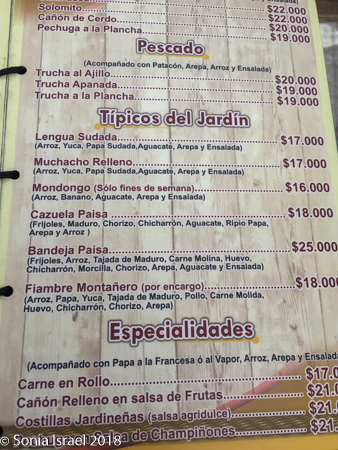 Solomito $22.000
Cañón de Cerdo $22.000
Pechuga a la Plancha $20.000
$19.000
Pescado
(Acompañado con Patacón, Arepa, Arroz y Ensalada)
Trucha al Ajillo $20.000
Trucha Apanada $19.000
Trucha a la Plancha $19.000
Típicos del Jardín
Lengua Sudada $17.000
(Arroz, Yuca, Papa Sudada,Aguacate, Arepa y Ensalada)
Muchacho Relleno $17.000
(Arroz, Yuca, Papa Sudada,Aguacate, Arepa y Ensalada)
Mondongo (Sólo fines de semana) $16.000
(Arroz, Banano, Aguacate, Arepa y Ensalada)
Cazuela Paisa $18.000
(Frijoles, Maduro, Chorizo, Chicharrón, Aguacate, Ripio Papa,
Arepa y Arroz )
Bandeja Paisa $25.000
(Frijoles, Arroz, Tajada de Maduro, Carne Molina, Huevo,
Chicharrón, Morcilla, Chorizo, Arepa, Aguacate y Ensalada)
Fiambre Montañero (por encargo) $18.000
(Arroz, Papa, Yuca, Tajada de Maduro, Pollo, Carne Molida,
Huevo, Chicharrón, Chorizo, Arepa)
Especialidades
(Acompañado con Papa a la Francesa ó al Vapor, Arroz, Arepa y Ensalada
Carne en Rollo $17.0
Cañón Relleno en salsa de Frutas $21.0
Costillas Jardineñas (salsa agridulce) $21.
Salsa de Champiñones $21.
© Sonia Israel 2018